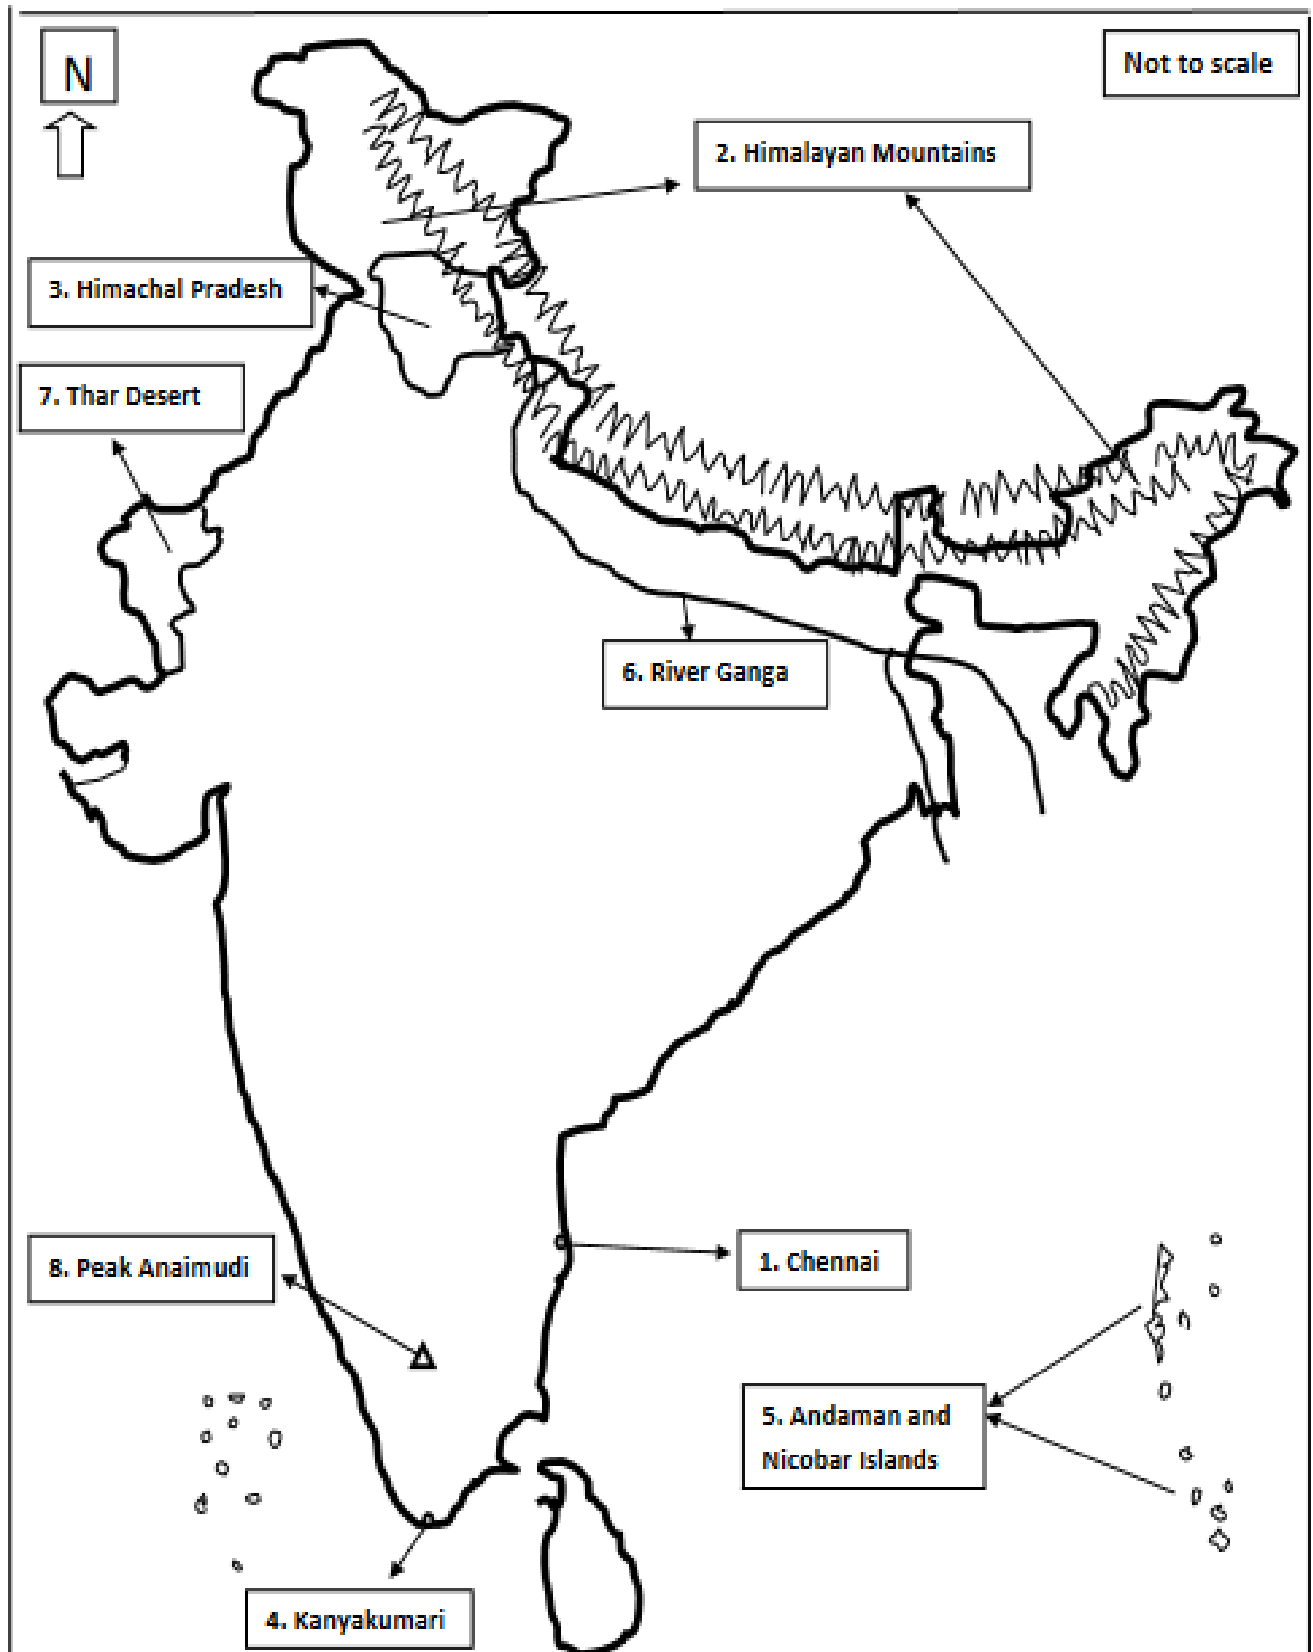 N
Not to scale
2. Himalayan Mountains
3. Himachal Pradesh
7. Thar Desert
6. River Ganga
8. Peak Anaimudi
1. Chennai
5. Andaman and
Nicobar Islands
4. Kanyakumari